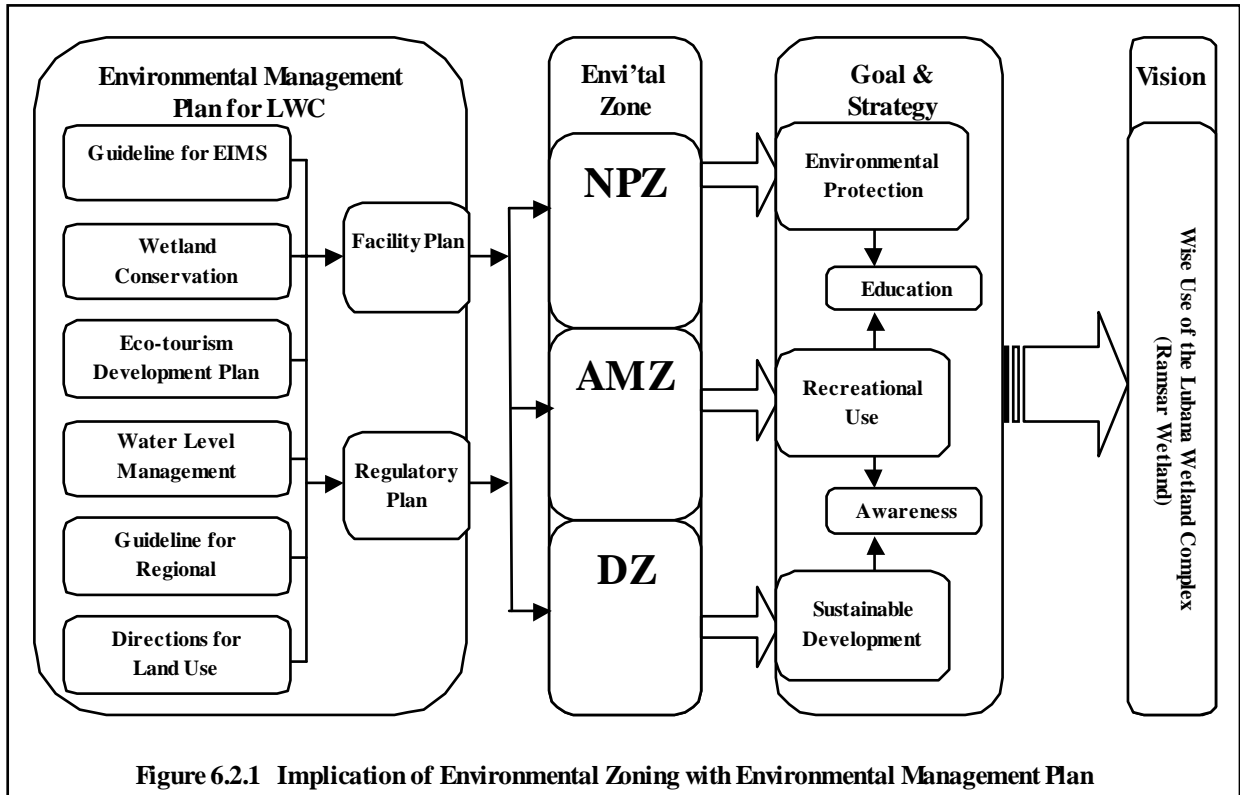 Environmental Management
Plan for LWC
Guideline for EIMS
Wetland
Conservation
Eco-tourism
Development Plan
Water Level
Management
Guideline for
Regional
Directions for
Land Use
Facility Plan
Regulatory
Plan
Envi'tal
Zone
NPZ
AMZ
DZ
Goal &
Strategy
Environmental
Protection
Education
Recreational
Use
Awareness
Sustainable
Development
Vision
Wise Use of the Lubana Wetland Complex
(Ramsar Wetland)
Figure 6.2.1 Implication of Environmental Zoning with Environmental Management Plan